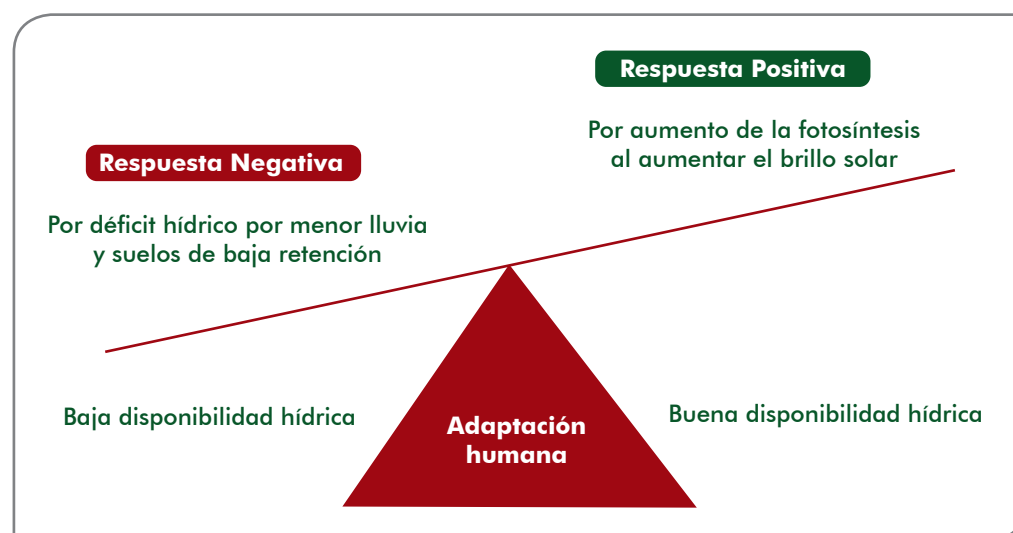 Respuesta Positiva
Por aumento de la fotosíntesis
al aumentar el brillo solar
Respuesta Negativa
Por déficit hídrico por menor lluvia
y suelos de baja retención
Baja disponibilidad hídrica
Adaptación
humana
Buena disponibilidad hídrica